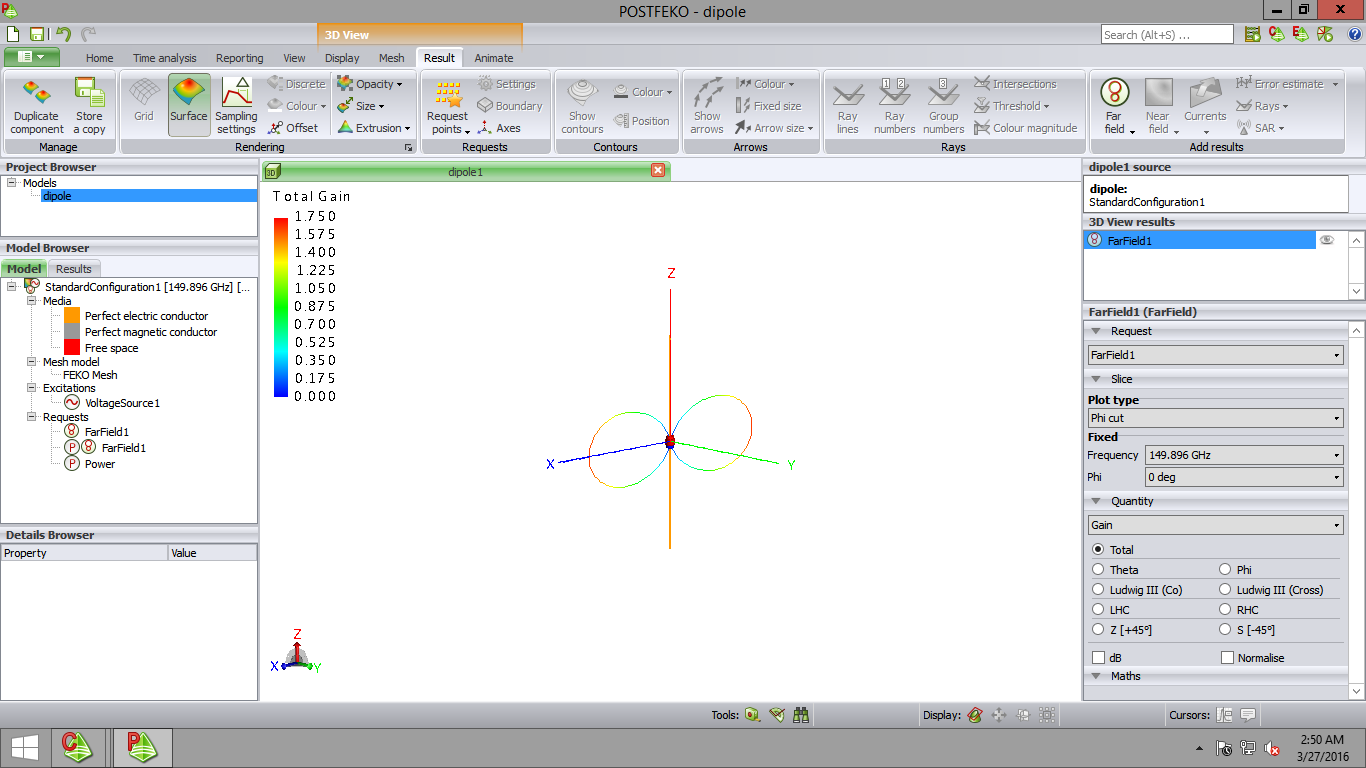 POSTFEKO - dipole
3D View
Search (Alt+S) ...
Home Time analysis Reporting View Display Mesh Result Animate
Duplicate component
Store a copy
Manage
Grid
Surface
Sampling settings
Discrete
Colour
Offset
Opacity
Size
Extrusion
Rendering
Request points
Settings
Boundary
Axes
Requests
Show contours
Colour
Position
Contours
Show arrows
Colour
Fixed size
Arrow size
Arrows
Ray lines
Ray numbers
Group numbers
Intersections
Threshold
Colour magnitude
Rays
Far field
Near field
Currents
Error estimate
Rays
SAR
Add results
Project Browser
Models
dipole
Model Browser
Model Results
StandardConfiguration1 [149.896 GHz] [...
Media
Perfect electric conductor
Perfect magnetic conductor
Free space
Mesh model
FEKO Mesh
Excitations
VoltageSource1
Requests
FarField1
FarField1
Power
Details Browser
Property Value
3D dipole1
Total Gain
1.750
1.575
1.400
1.225
1.050
0.875
0.700
0.525
0.350
0.175
0.000
Z
X
Y
Z
X
Y
dipole1 source
dipole:
StandardConfiguration1
3D View results
FarField1
FarField1 (FarField)
Request
FarField1
Slice
Plot type
Phi cut
Fixed
Frequency 149.896 GHz
Phi 0 deg
Quantity
Gain
Total
Theta Phi
Ludwig III (Co) Ludwig III (Cross)
LHC RHC
Z [+45°] S [-45°]
dB Normalise
Maths
Tools: Display: Cursors:
2:50 AM
3/27/2016